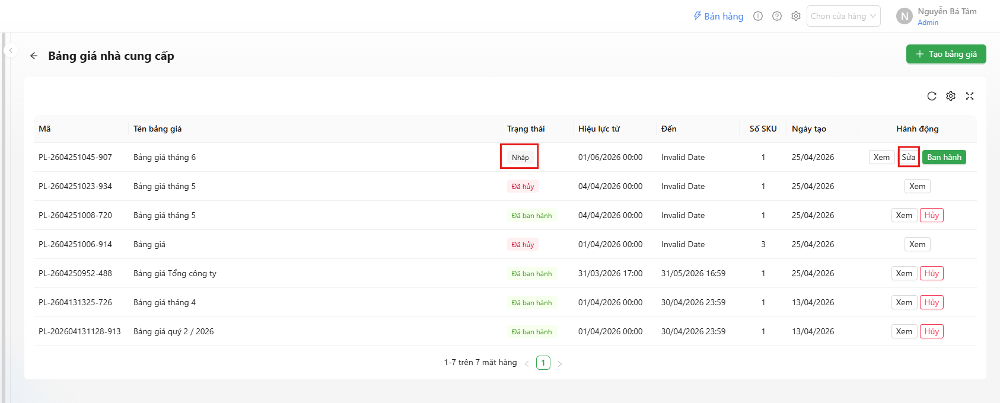 Bán hàng
Chọn cửa hàng
N
Nguyễn Bá Tâm
Admin
Bảng giá nhà cung cấp
Tạo bảng giá
Mã Tên bảng giá Trạng thái Hiệu lực từ Đến Số SKU Ngày tạo Hành động
PL-2604251045-907 Bảng giá tháng 6 Nháp 01/06/2026 00:00 Invalid Date 1 25/04/2026 Xem Sửa Ban hành
PL-2604251023-934 Bảng giá tháng 5 Đã hủy 04/04/2026 00:00 Invalid Date 1 25/04/2026 Xem
PL-2604251008-720 Bảng giá tháng 5 Đã ban hành 04/04/2026 00:00 Invalid Date 1 25/04/2026 Xem Hủy
PL-2604251006-914 Bảng giá Đã hủy 01/04/2026 00:00 Invalid Date 3 25/04/2026 Xem
PL-2604250952-488 Bảng giá Tổng công ty Đã ban hành 31/03/2026 17:00 31/05/2026 16:59 1 25/04/2026 Xem Hủy
PL-2604131325-726 Bảng giá tháng 4 Đã ban hành 01/04/2026 00:00 30/04/2026 23:59 1 13/04/2026 Xem Hủy
PL-202604131128-913 Bảng giá quý 2 / 2026 Đã ban hành 01/04/2026 00:00 30/04/2026 23:59 1 13/04/2026 Xem Hủy
1-7 trên 7 mặt hàng 1